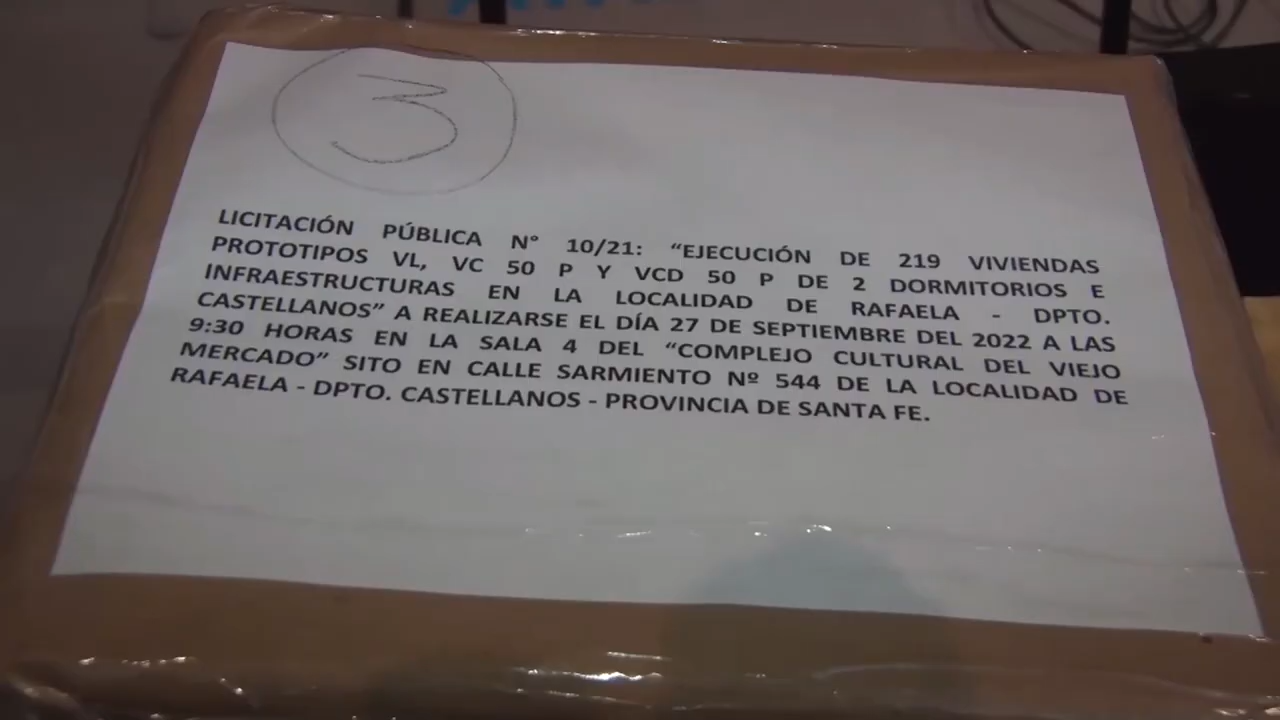 3
LICITACIÓN PÚBLICA N° 10/21: “EJECUCIÓN DE 219 VIVIENDAS
PROTOTIPOS VL, VC 50 P Y VCD 50 P DE 2 DORMITORIOS E
INFRAESTRUCTURAS EN LA LOCALIDAD DE RAFAELA - DPTO.
CASTELLANOS” A REALIZARSE EL DÍA 27 DE SEPTIEMBRE DEL 2022 A LAS
9:30 HORAS EN LA SALA 4 DEL “COMPLEJO CULTURAL DEL VIEJO
MERCADO” SITO EN CALLE SARMIENTO Nº 544 DE LA LOCALIDAD DE
RAFAELA - DPTO. CASTELLANOS - PROVINCIA DE SANTA FE.